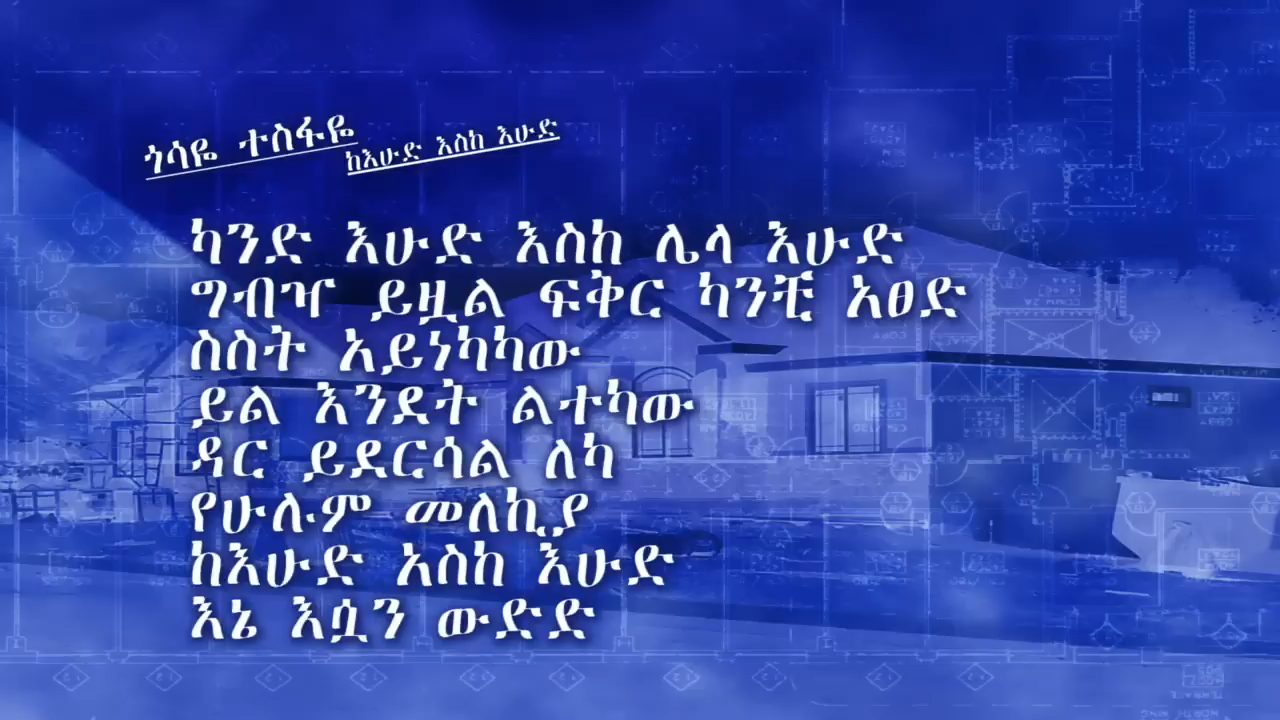 ጎሳዬ ተስፋዬ
ከእሁድ እስከ እሁድ
ካንድ እሁድ እስከ ሌላ እሁድ
ግብዣ ይዟል ፍቅር ካንቺ አፀድ
ስስት አይነካካው
ይል እንደት ልተካው
ዳር ይደርሳል ለካ
የሁሉም መለኪያ
ከእሁድ አስከ እሁድ
እኔ እሷን ውድድ